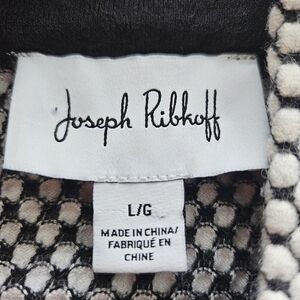 Joseph Ribkoff
L/G
MADE IN CHINA/
FABRIQUÉ EN
CHINE